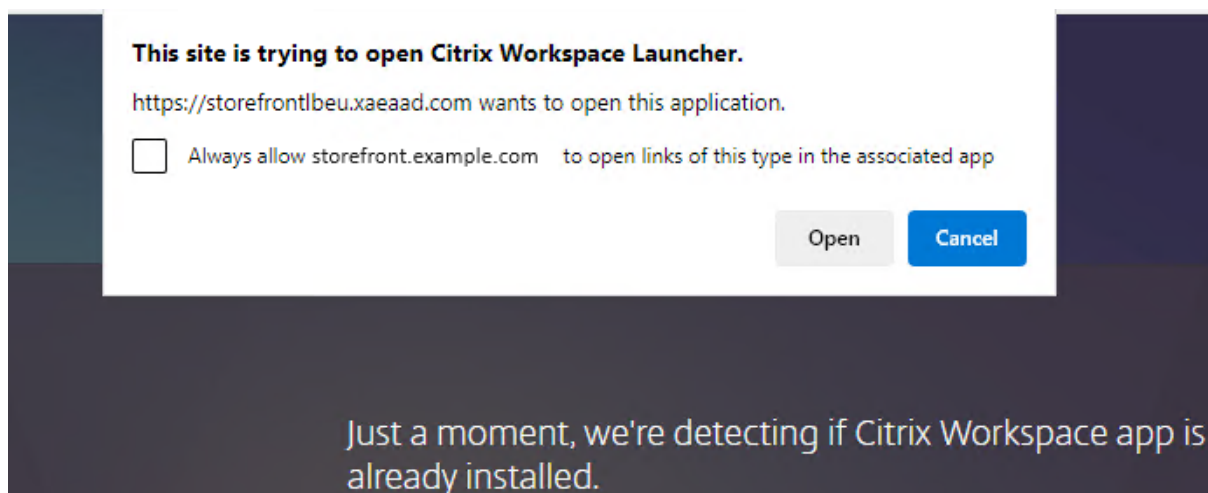 This site is trying to open Citrix Workspace Launcher.
https://storefrontlbeu.xaeaad.com wants to open this application.
Always allow storefront.example.com to open links of this type in the associated app
Open Cancel
Just a moment, we're detecting if Citrix Workspace app is
already installed.